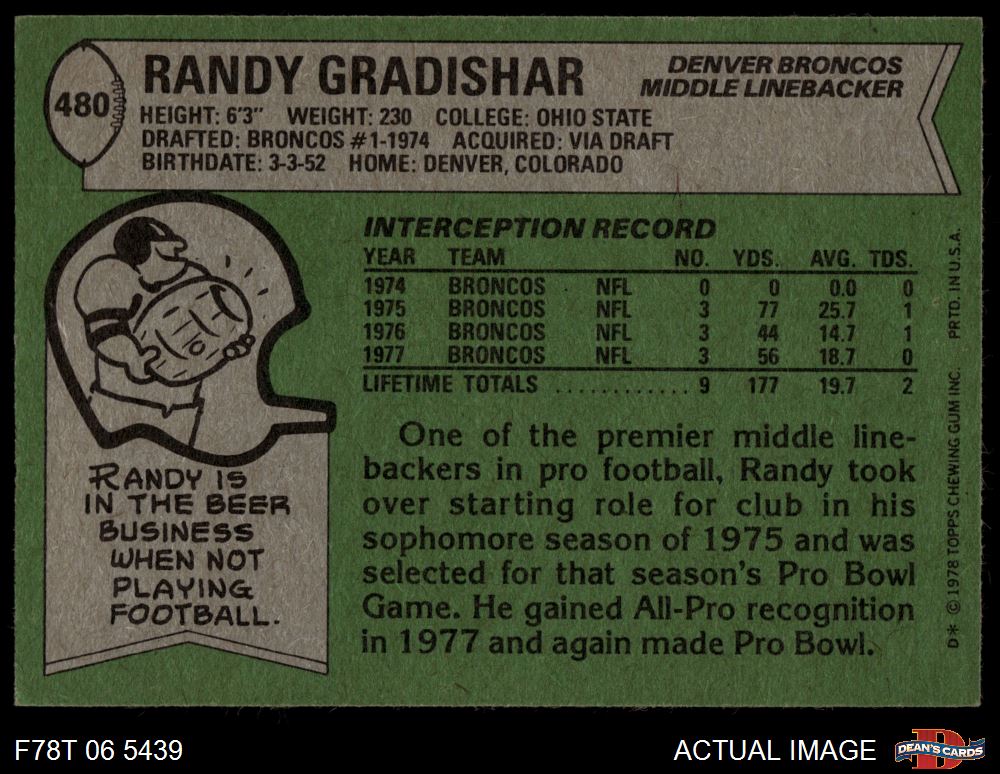 480
RANDY GRADISHAR
DENVER BRONCOS
MIDDLE LINEBACKER
HEIGHT: 6'3" WEIGHT: 230 COLLEGE: OHIO STATE
DRAFTED: BRONCOS #1-1974 ACQUIRED: VIA DRAFT
BIRTHDATE: 3-3-52 HOME: DENVER, COLORADO
INTERCEPTION RECORD
YEAR TEAM NO. YDS. AVG. TDS.
1974 BRONCOS NFL 0 0 0.0 0
1975 BRONCOS NFL 3 77 25.7 1
1976 BRONCOS NFL 3 44 14.7 1
1977 BRONCOS NFL 3 56 18.7 0
LIFETIME TOTALS ............ 9 177 19.7 2
One of the premier middle line-
backers in pro football, Randy took
over starting role for club in his
sophomore season of 1975 and was
selected for that season's Pro Bowl
Game. He gained All-Pro recognition
in 1977 and again made Pro Bowl.
RANDY IS
IN THE BEER
BUSINESS
WHEN NOT
PLAYING
FOOTBALL.
D* © 1978 TOPPS CHEWING GUM INC. PRTD. IN U.S.A.
F78T 06 5439
ACTUAL IMAGE
D
DEAN'S CARDS